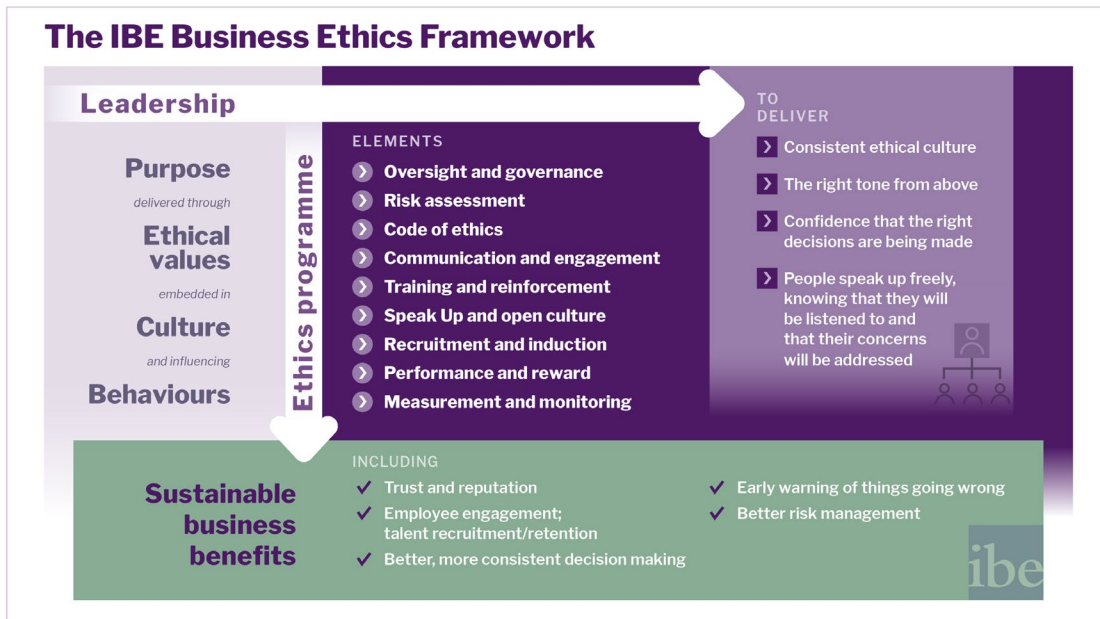 The IBE Business Ethics Framework
Leadership
Purpose
delivered through
Ethical
values
embedded in
Culture
and influencing
Behaviours
Ethics programme
ELEMENTS
Oversight and governance
Risk assessment
Code of ethics
Communication and engagement
Training and reinforcement
Speak Up and open culture
Recruitment and induction
Performance and reward
Measurement and monitoring
TO
DELIVER
Consistent ethical culture
The right tone from above
Confidence that the right
decisions are being made
People speak up freely,
knowing that they will
be listened to and
that their concerns
will be addressed
Sustainable
business
benefits
INCLUDING
Trust and reputation
Employee engagement;
talent recruitment/retention
Better, more consistent decision making
Early warning of things going wrong
Better risk management
ibe